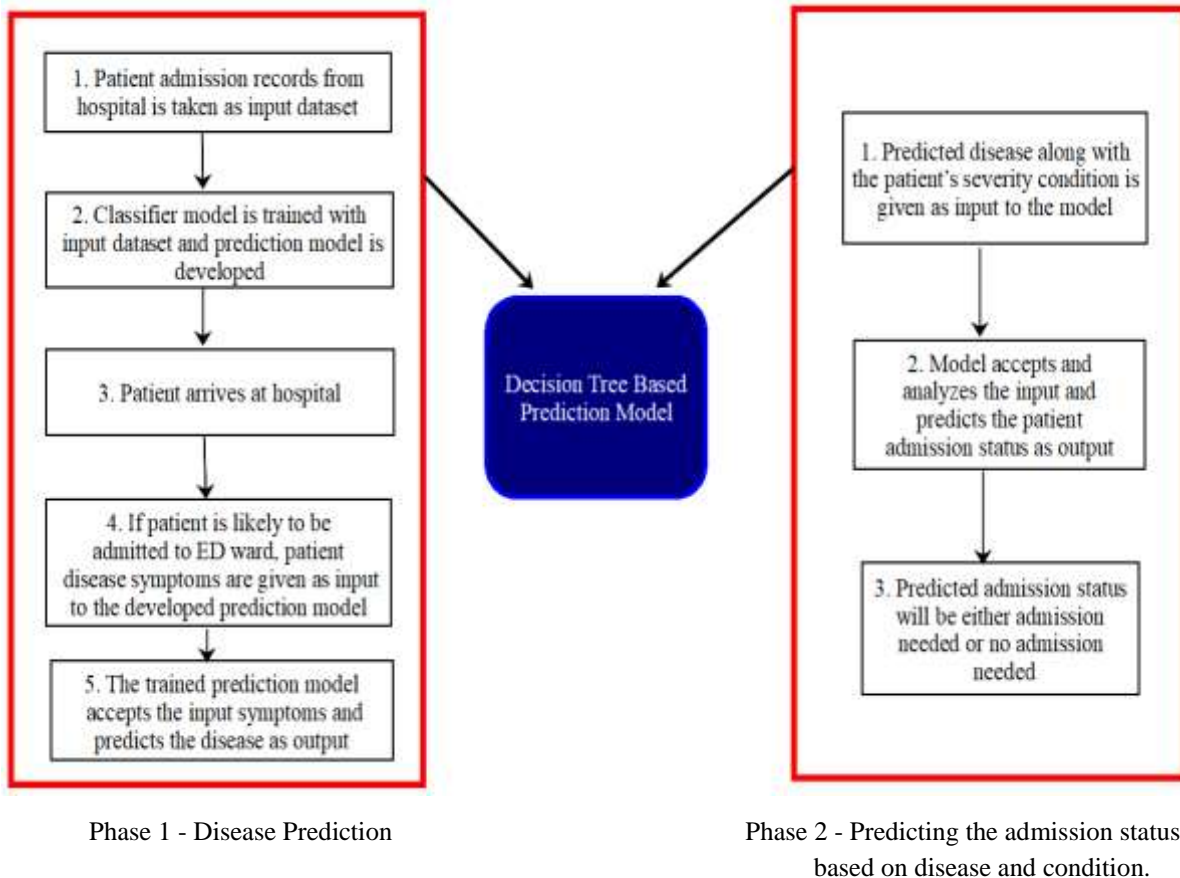 1. Patient admission records from
hospital is taken as input dataset
2. Classifier model is trained with
input dataset and prediction model is
developed
3. Patient arrives at hospital
4. If patient is likely to be
admitted to ED ward, patient
disease symptoms are given as input
to the developed prediction model
5. The trained prediction model
accepts the input symptoms and
predicts the disease as output
Decision Tree Based
Prediction Model
1. Predicted disease along with
the patient’s severity condition is
given as input to the model
2. Model accepts and
analyzes the input and
predicts the patient
admission status as output
3. Predicted admission status
will be either admission
needed or no admission
needed
Phase 1 - Disease Prediction
Phase 2 - Predicting the admission status
based on disease and condition.